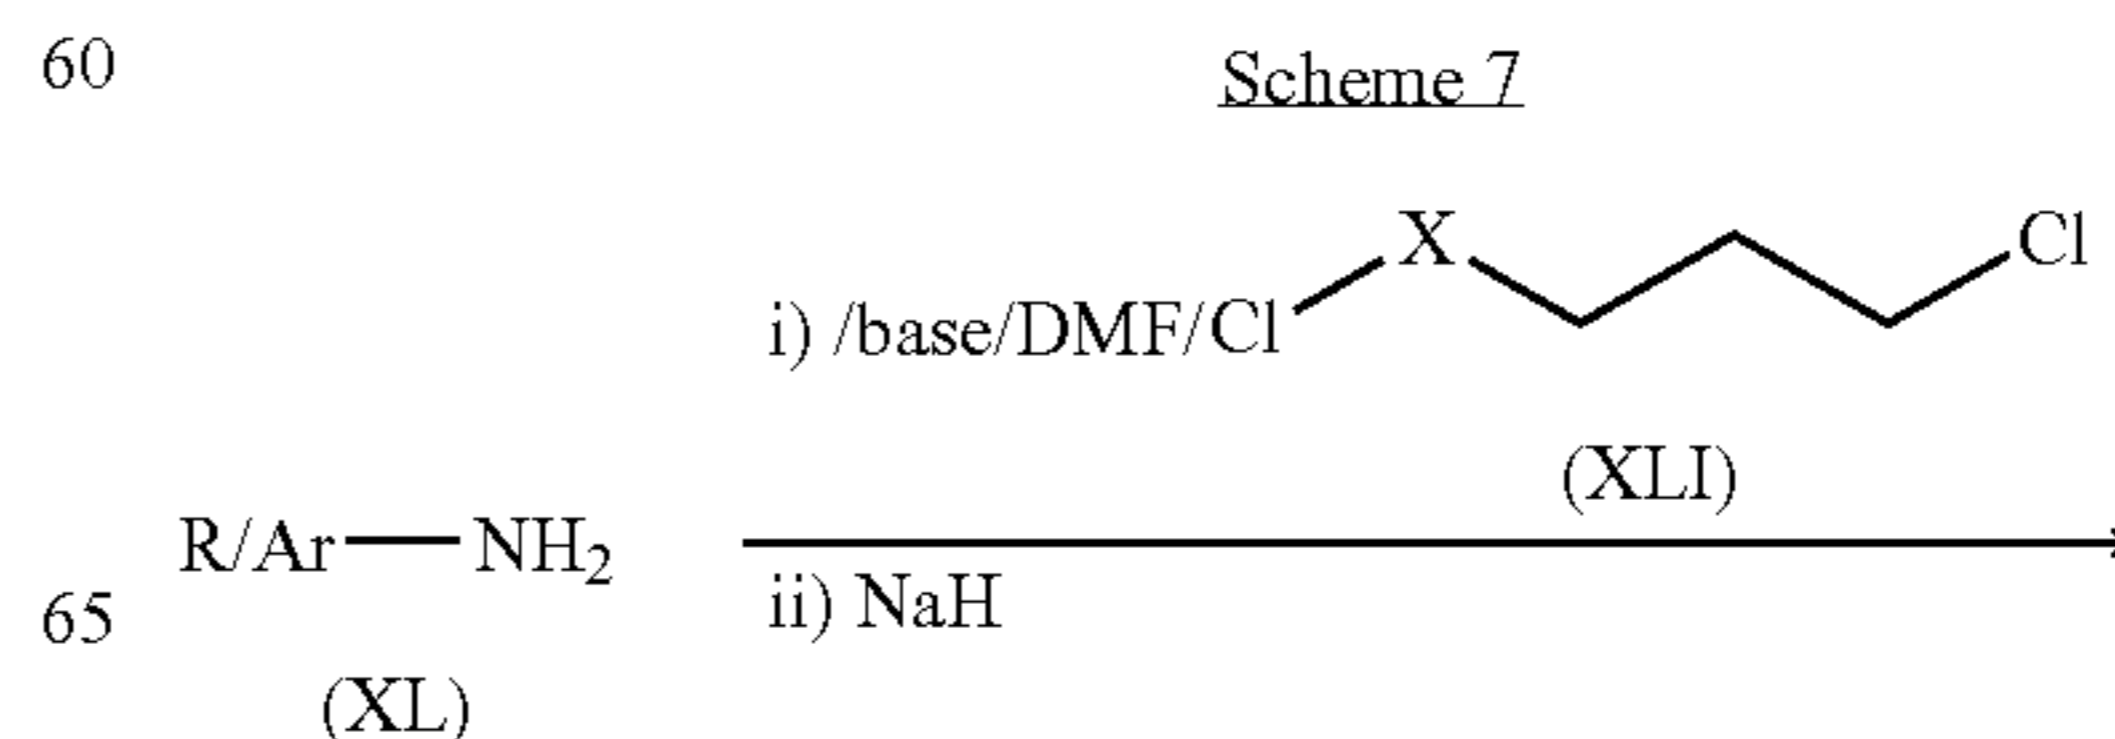 60
Scheme 7
X Cl
i) /base/DMF/Cl
(XLI)
R/Ar—NH₂
ii) NaH
65
(XL)